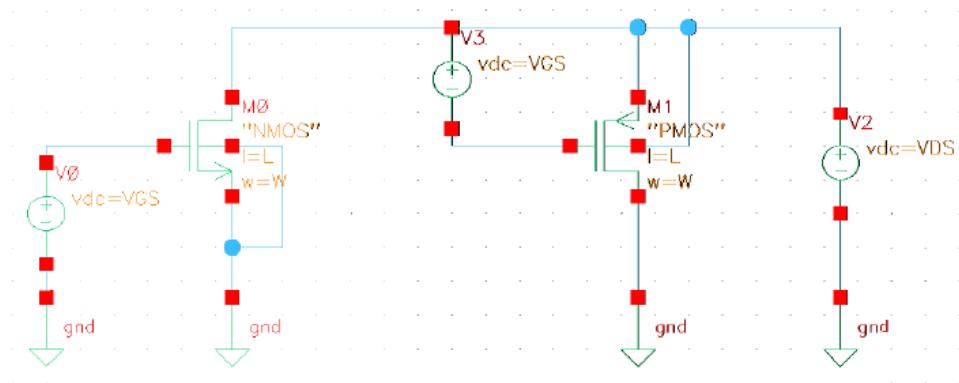 V3
vdc=VGS
M0
"NMOS"
l=L
w=W
M1
"PMOS"
l=L
w=W
V2
vdc=VDS
V0
vdc=VGS
gnd
gnd
gnd
gnd